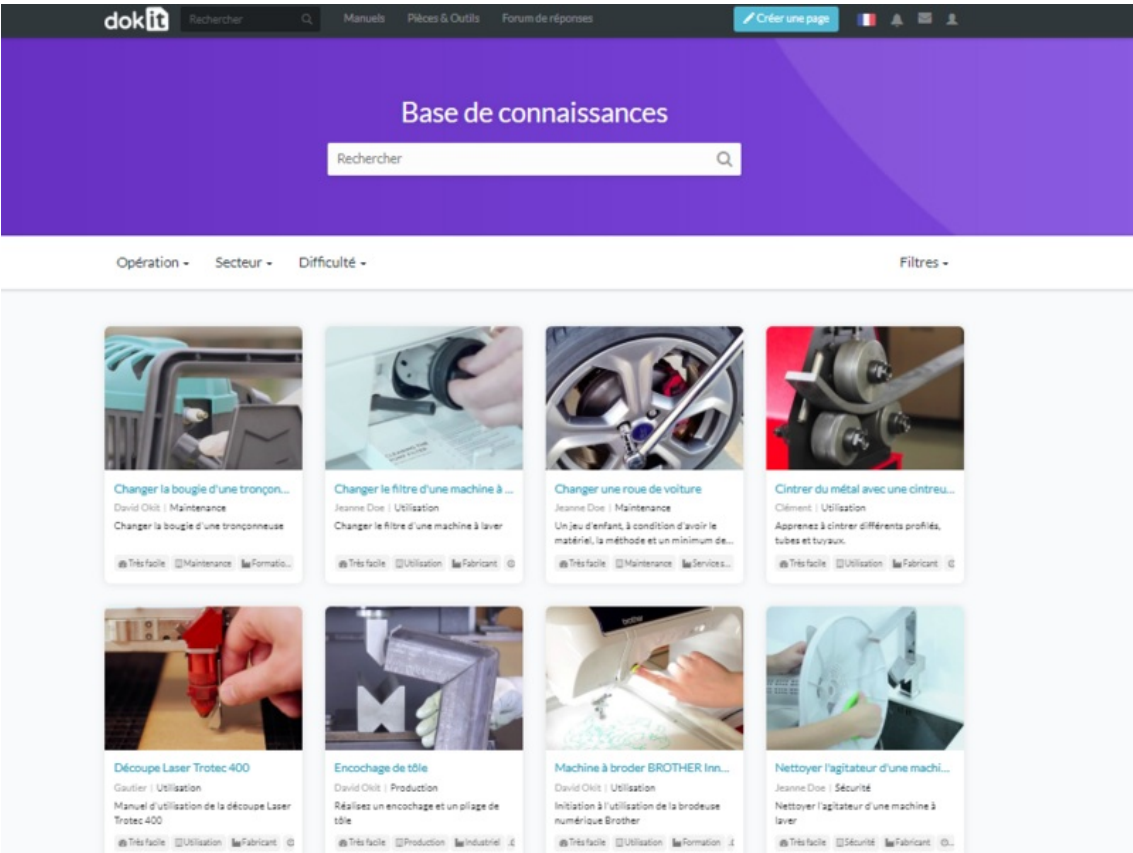 dokit Rechercher Manuels Pièces & Outils Forum de réponses Créer une page
Base de connaissances
Rechercher
Opération Secteur Difficulté Filtres
Changer la bougie d'une tronçon...
David Okit | Maintenance
Changer la bougie d'une tronçonneuse
Très facile Maintenance Formatio...
Changer le filtre d'une machine à ...
Jeanne Doe | Utilisation
Changer le filtre d'une machine à laver
Très facile Utilisation Fabricant
Changer une roue de voiture
Jeanne Doe | Maintenance
Un jeu d'enfant, à condition d'avoir le
matériel, la méthode et un minimum de...
Très facile Maintenance Service s...
Cintrer du métal avec une cintreu...
Clément | Utilisation
Apprenez à cintrer différents profilés,
tubes et tuyaux.
Très facile Utilisation Fabricant
Découpe Laser Trotec 400
Gautier | Utilisation
Manuel d'utilisation de la découpe Laser
Trotec 400
Très facile Utilisation Fabricant
Encochage de tôle
David Okit | Production
Réalisez un encochage et un pliage de
tôle
Très facile Production Industriel
brother
Machine à broder BROTHER Inn...
David Okit | Utilisation
Initiation à l'utilisation de la brodeuse
numérique Brother
Très facile Utilisation Formation
Nettoyer l'agitateur d'une machi...
Jeanne Doe | Sécurité
Nettoyer l'agitateur d'une machine à
laver
Très facile Sécurité Fabricant